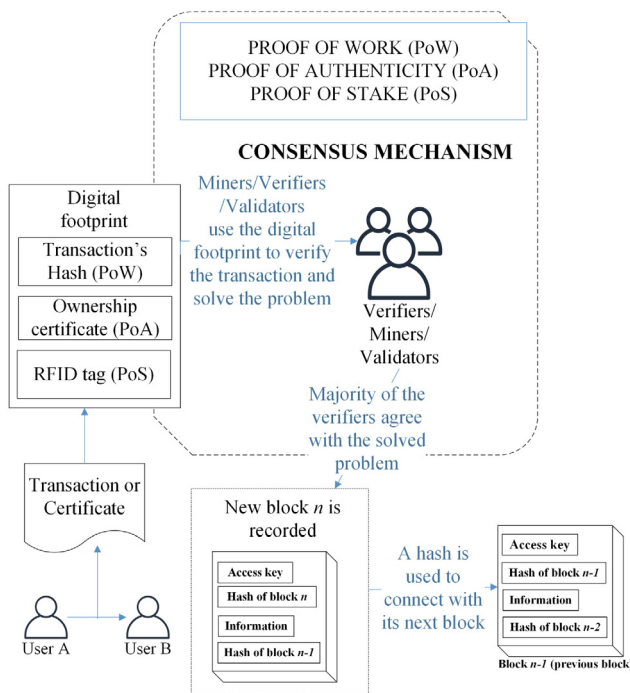 PROOF OF WORK (PoW)
PROOF OF AUTHENTICITY (PoA)
PROOF OF STAKE (PoS)
CONSENSUS MECHANISM
Digital
footprint
Transaction's
Hash (PoW)
Ownership
certificate (PoA)
RFID tag (PoS)
Miners/Verifiers
/Validators
use the digital
footprint to verify
the transaction and
solve the problem
Verifiers/
Miners/
Validators
Majority of the
verifiers agree
with the solved
problem
Transaction or
Certificate
User A
User B
New block n is
recorded
Access key
Hash of block n
Information
Hash of block n-1
A hash is
used to
connect with
its next block
Access key
Hash of block n-1
Information
Hash of block n-2
Block n-1 (previous block